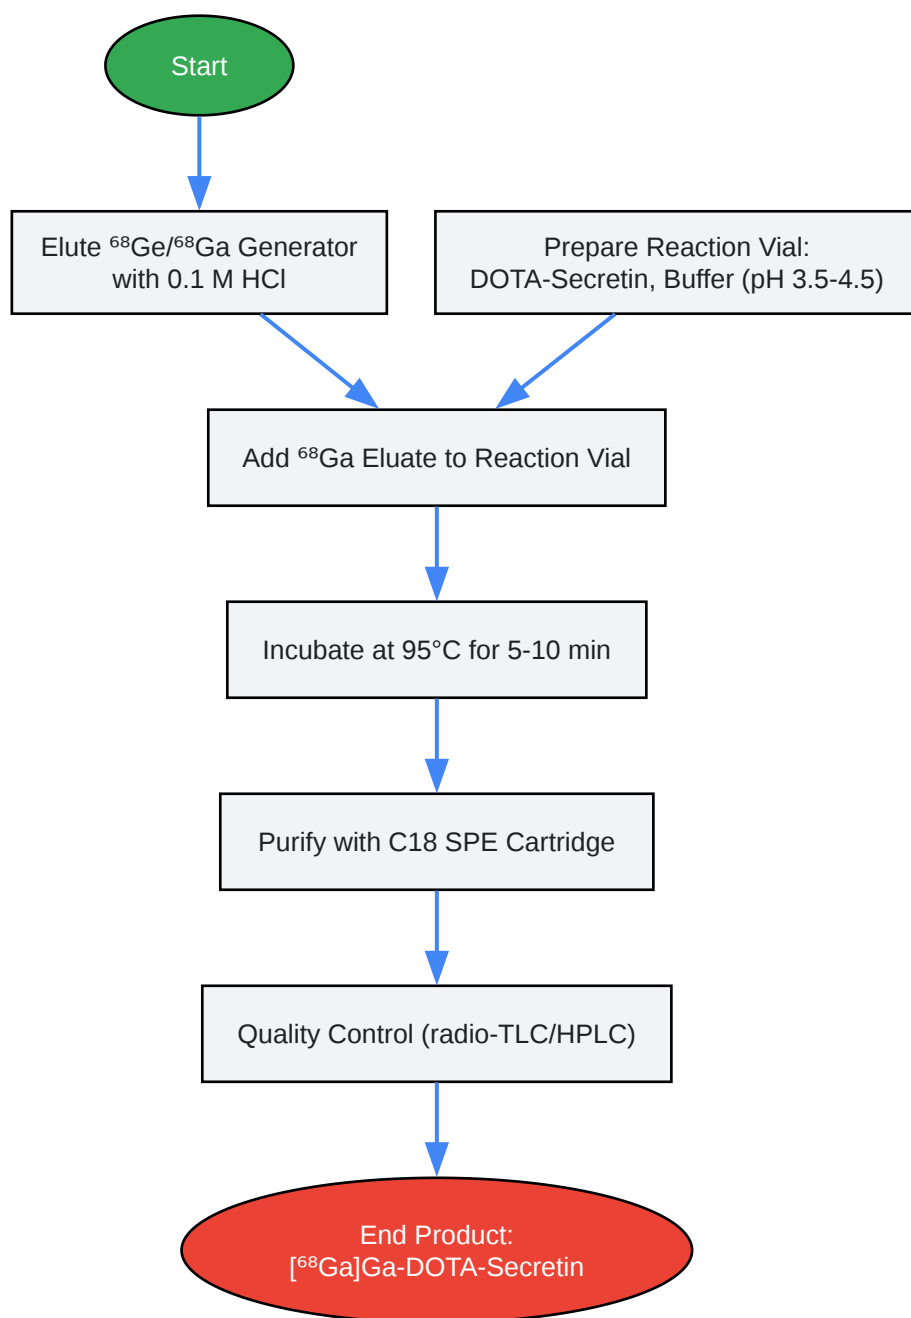 Start
Elute ⁶⁸Ge/⁶⁸Ga Generator
with 0.1 M HCl
Prepare Reaction Vial:
DOTA-Secretin, Buffer (pH 3.5-4.5)
Add ⁶⁸Ga Eluate to Reaction Vial
Incubate at 95°C for 5-10 min
Purify with C18 SPE Cartridge
Quality Control (radio-TLC/HPLC)
End Product:
[⁶⁸Ga]Ga-DOTA-Secretin